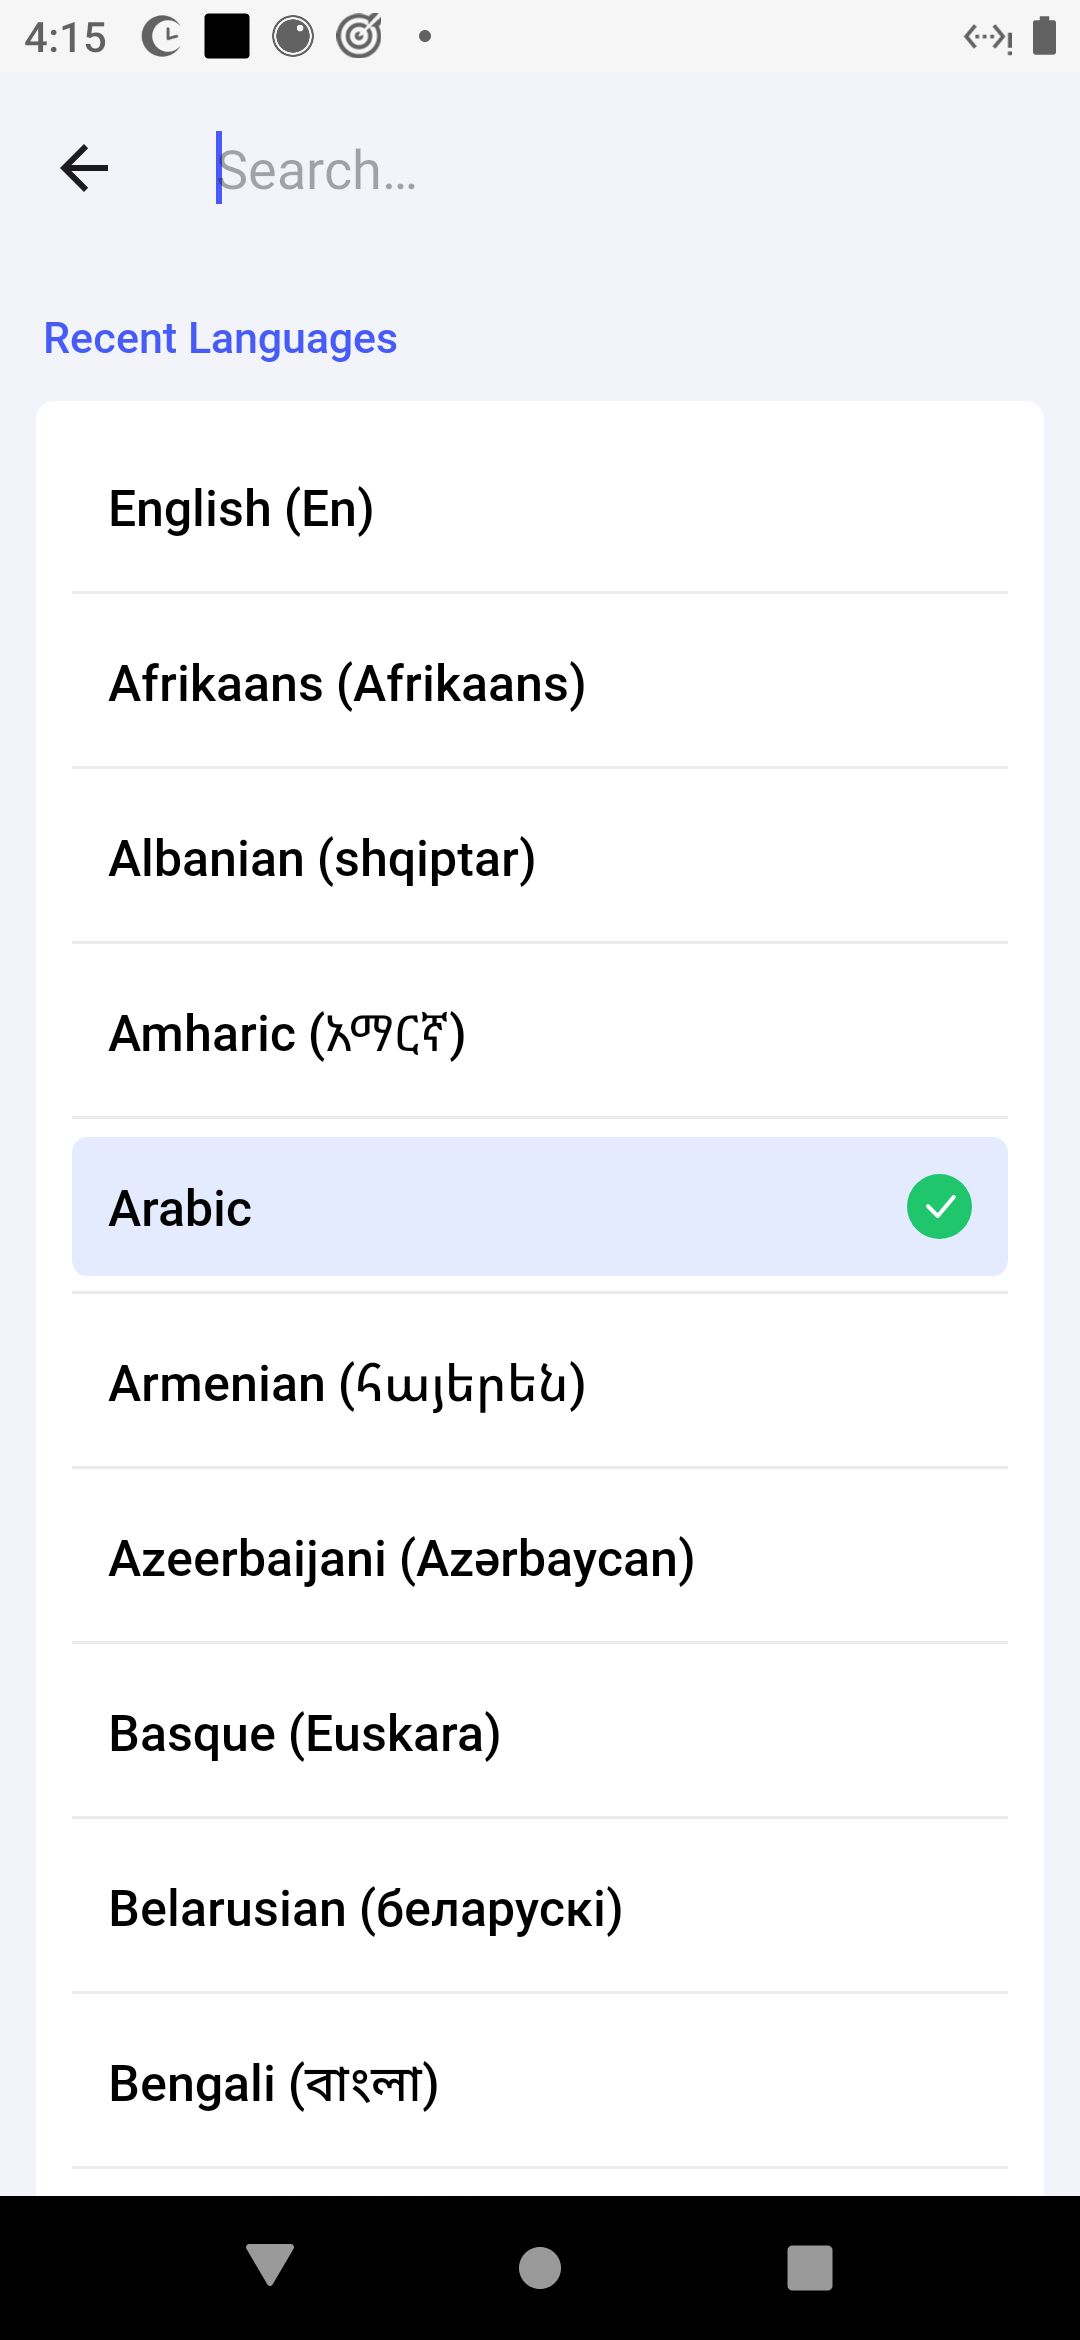 4:15
Search...
Recent Languages
English (En)
Afrikaans (Afrikaans)
Albanian (shqiptar)
Amharic (አማርኛ)
Arabic
Armenian (հայերեն)
Azeerbaijani (Azərbaycan)
Basque (Euskara)
Belarusian (беларускі)
Bengali (বাংলা)